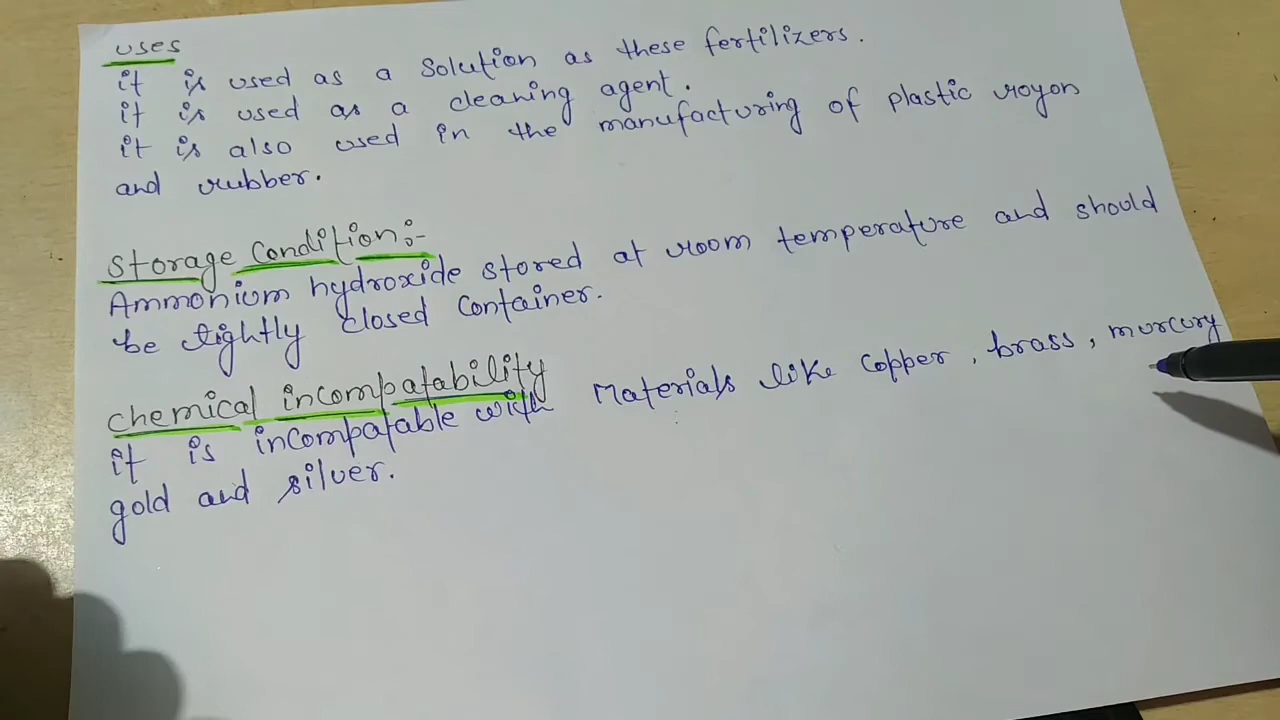 uses
it is used as a solution as these fertilizers.
it is used as a cleaning agent.
it is also used in the manufacturing of plastic rayon
and rubber.
Storage Condition:-
Ammonium hydroxide stored at room temperature and should
be tightly closed container.
chemical incompatability
it is incompatable with materials like copper, brass, murcury
gold and silver.